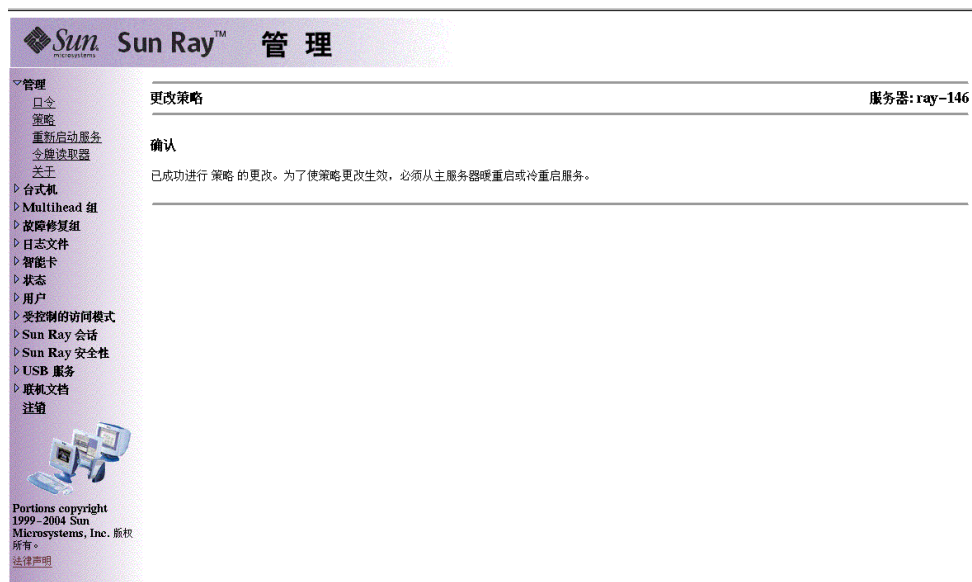 Sun microsystems Sun Ray™ 管 理
管理
口令
策略
重新启动服务
令牌读取器
关于
台式机
Multihead 组
故障修复组
日志文件
智能卡
状态
用户
受控制的访问模式
Sun Ray 会话
Sun Ray 安全性
USB 服务
联机文档
注销
Portions copyright
1999-2004 Sun
Microsystems, Inc. 版权
所有。
法律声明
更改策略 服务器: ray-146
确认
已成功进行 策略 的更改。为了使策略更改生效，必须从主服务器暖重启或冷重启服务。